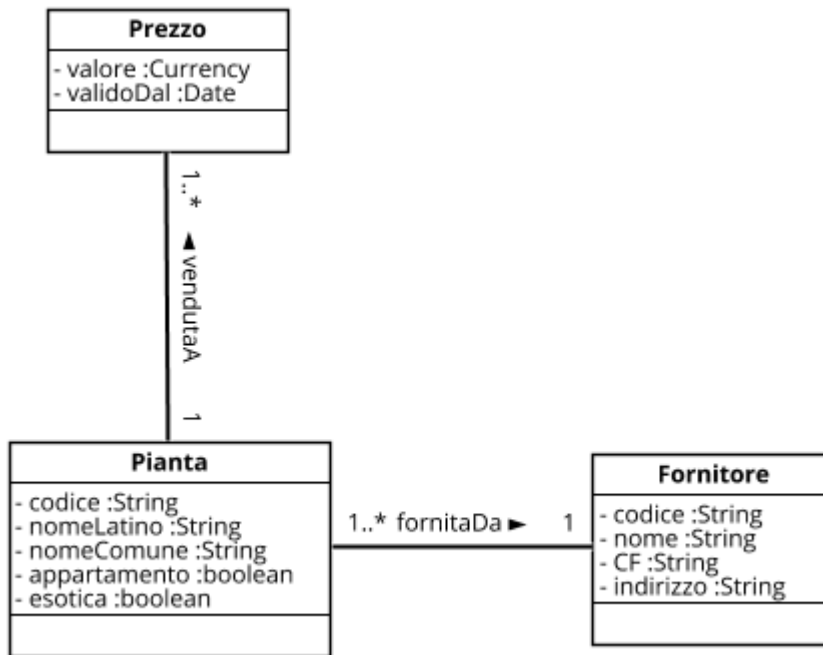 Prezzo
- valore :Currency
- validoDal :Date
1..*
◄ vendutaA
1
Pianta
- codice :String
- nomeLatino :String
- nomeComune :String
- appartamento :boolean
- esotica :boolean
1..* fornitaDa ► 1
Fornitore
- codice :String
- nome :String
- CF :String
- indirizzo :String